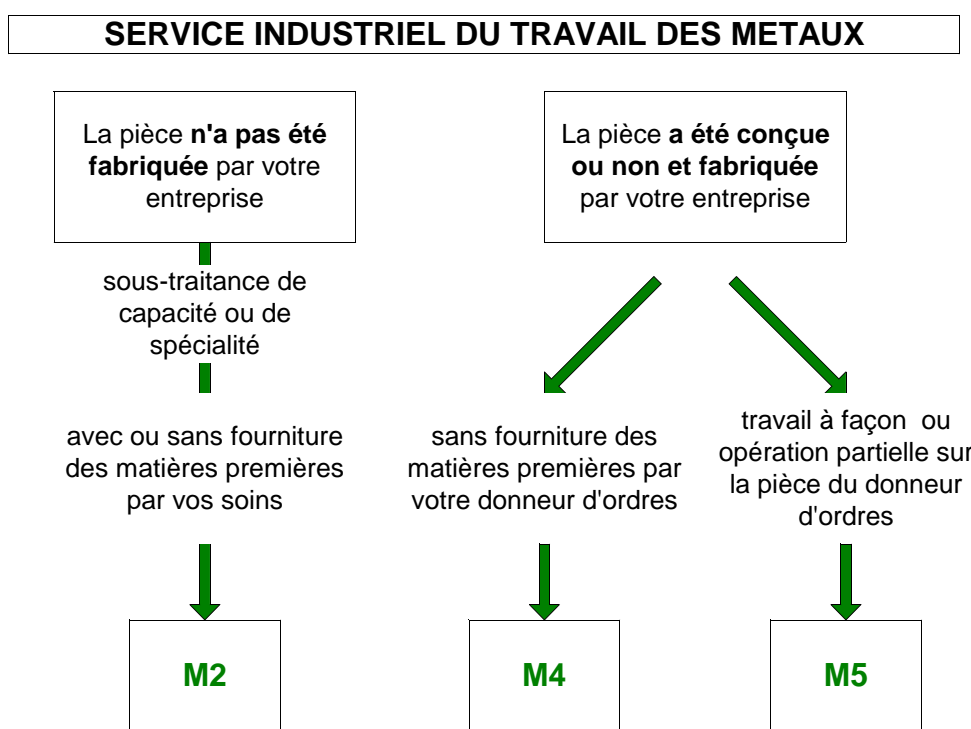 SERVICE INDUSTRIEL DU TRAVAIL DES METAUX
La pièce n'a pas été
fabriquée par votre
entreprise
La pièce a été conçue
ou non et fabriquée
par votre entreprise
sous-traitance de
capacité ou de
spécialité
avec ou sans fourniture
des matières premières
par vos soins
sans fourniture des
matières premières par
votre donneur d'ordres
travail à façon ou
opération partielle sur
la pièce du donneur
d'ordres
M2
M4
M5